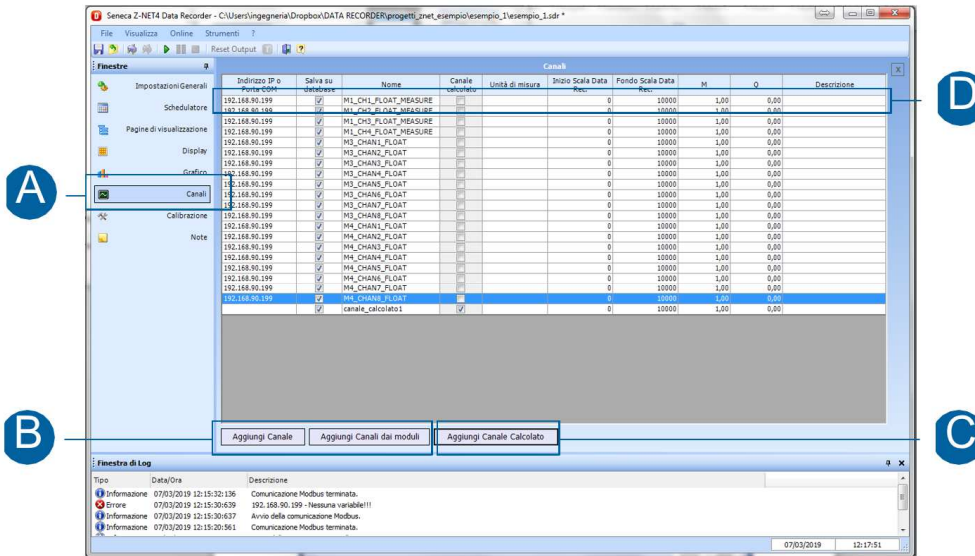 Seneca Z-NET4 Data Recorder - C:\Users\ingegneria\Dropbox\DATA RECORDER\progetti_znet_esempio\esempio_1\esempio_1.sdr *
File Visualizza Online Strumenti ?
Reset Output
Finestre
Impostazioni Generali
Schedulatore
Pagine di visualizzazione
Display
Grafico
Canali
Calibrazione
Note
A
Canali
Indirizzo IP o Porta COM Salva su database Nome Canale calcolato Unità di misura Inizio Scala Data Rec. Fondo Scala Data Rec. M Q Descrizione
192.168.90.199 M1_CH1_FLOAT_MEASURE 0 10000 1,00 0,00
192.168.90.199 M1_CH2_FLOAT_MEASURE 0 10000 1,00 0,00
192.168.90.199 M1_CH3_FLOAT_MEASURE 0 10000 1,00 0,00
192.168.90.199 M1_CH4_FLOAT_MEASURE 0 10000 1,00 0,00
192.168.90.199 M3_CHAN1_FLOAT 0 10000 1,00 0,00
192.168.90.199 M3_CHAN2_FLOAT 0 10000 1,00 0,00
192.168.90.199 M3_CHAN3_FLOAT 0 10000 1,00 0,00
192.168.90.199 M3_CHAN4_FLOAT 0 10000 1,00 0,00
192.168.90.199 M3_CHAN5_FLOAT 0 10000 1,00 0,00
192.168.90.199 M3_CHAN6_FLOAT 0 10000 1,00 0,00
192.168.90.199 M3_CHAN7_FLOAT 0 10000 1,00 0,00
192.168.90.199 M3_CHAN8_FLOAT 0 10000 1,00 0,00
192.168.90.199 M4_CHAN1_FLOAT 0 10000 1,00 0,00
192.168.90.199 M4_CHAN2_FLOAT 0 10000 1,00 0,00
192.168.90.199 M4_CHAN3_FLOAT 0 10000 1,00 0,00
192.168.90.199 M4_CHAN4_FLOAT 0 10000 1,00 0,00
192.168.90.199 M4_CHAN5_FLOAT 0 10000 1,00 0,00
192.168.90.199 M4_CHAN6_FLOAT 0 10000 1,00 0,00
192.168.90.199 M4_CHAN7_FLOAT 0 10000 1,00 0,00
192.168.90.199 M4_CHAN8_FLOAT 0 10000 1,00 0,00
canale_calcolato1 0 10000 1,00 0,00
D
B
Aggiungi Canale Aggiungi Canali dai moduli Aggiungi Canale Calcolato
C
Finestra di Log
Tipo Data/Ora Descrizione
Informazione 07/03/2019 12:15:32:136 Comunicazione Modbus terminata.
Errore 07/03/2019 12:15:30:639 192.168.90.199 - Nessuna variabile!!!
Informazione 07/03/2019 12:15:30:637 Avvio della comunicazione Modbus.
Informazione 07/03/2019 12:15:20:561 Comunicazione Modbus terminata.
07/03/2019 12:17:51